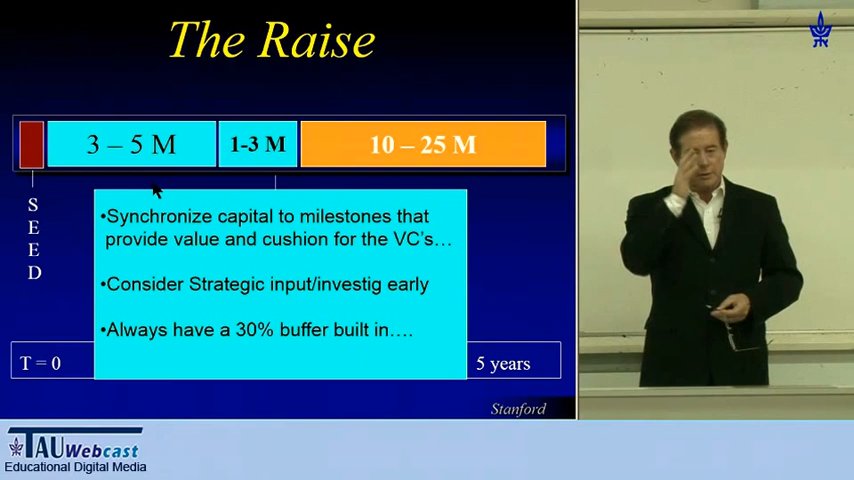 The Raise
3 – 5 M
1-3 M
10 – 25 M
S
E
E
D
•Synchronize capital to milestones that
provide value and cushion for the VC's...
•Consider Strategic input/investig early
•Always have a 30% buffer built in....
T = 0
5 years
Stanford
TAUWebcast
Educational Digital Media